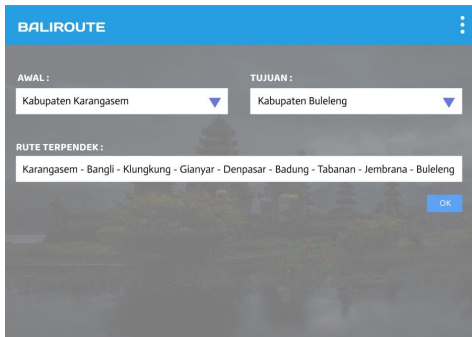 BALIROUTE
AWAL :
TUJUAN :
Kabupaten Karangasem
Kabupaten Buleleng
RUTE TERPENDEK :
Karangasem - Bangli - Klungkung - Gianyar - Denpasar - Badung - Tabanan - Jembrana - Buleleng
OK